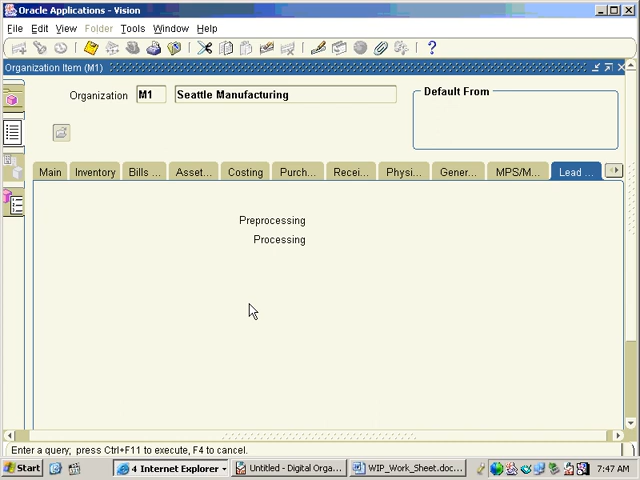 Oracle Applications - Vision
File Edit View Folder Tools Window Help
Organization Item (M1)
Organization M1 Seattle Manufacturing
Default From
Main Inventory Bills ... Asset... Costing Purch... Recei... Physi... Gener... MPS/M... Lead ...
Preprocessing
Processing
Enter a query; press Ctrl+F11 to execute, F4 to cancel.
Start 4 Internet Explorer Untitled - Digital Orga... WIP_Work_Sheet.doc... 7:47 AM